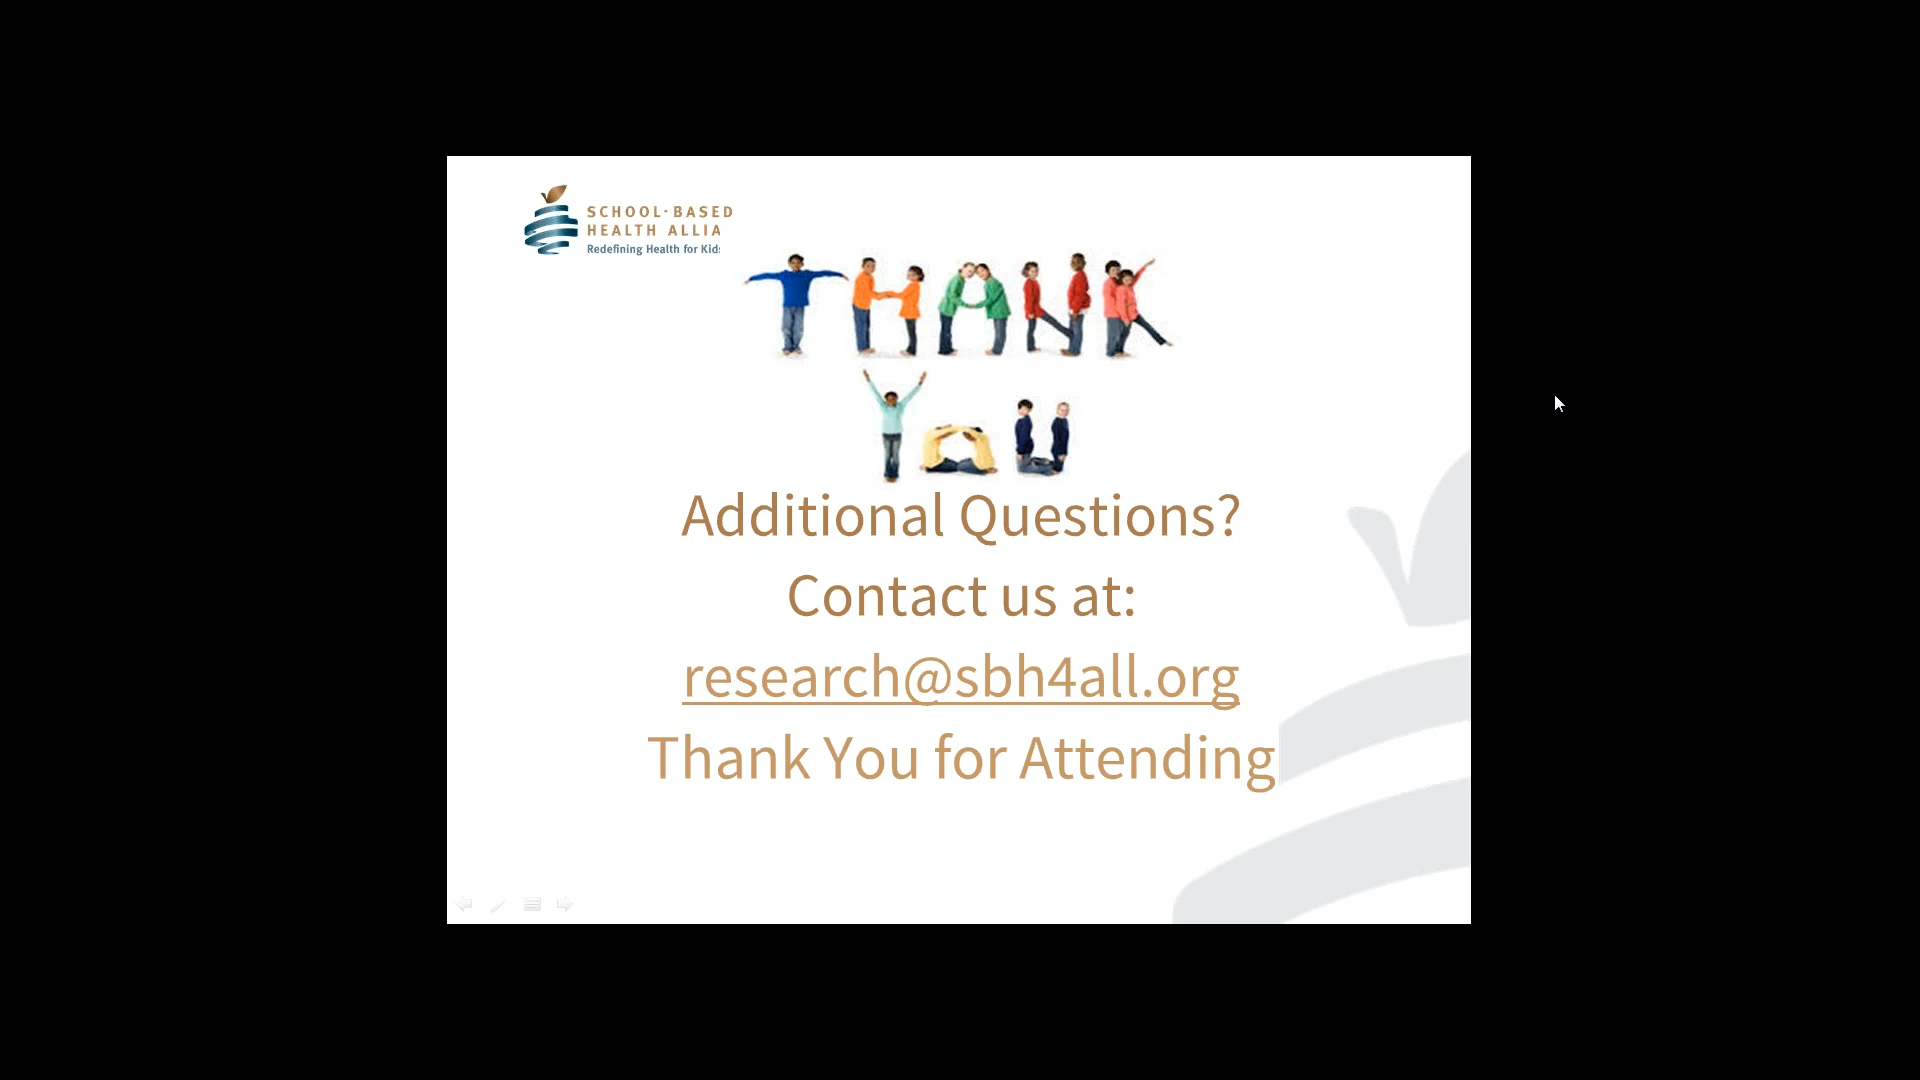 SCHOOL·BASED
HEALTH ALLIA
Redefining Health for Kids
THANK
You
Additional Questions?
Contact us at:
research@sbh4all.org
Thank You for Attending